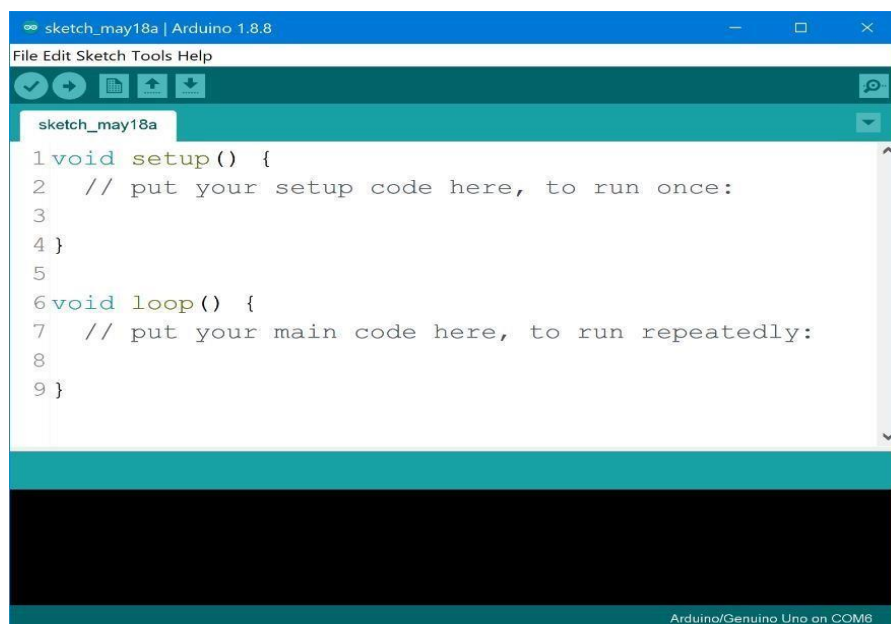 sketch_may18a | Arduino 1.8.8
File Edit Sketch Tools Help
sketch_may18a
1 void setup() {
2   // put your setup code here, to run once:
3
4 }
5
6 void loop() {
7   // put your main code here, to run repeatedly:
8
9 }
Arduino/Genuino Uno on COM6